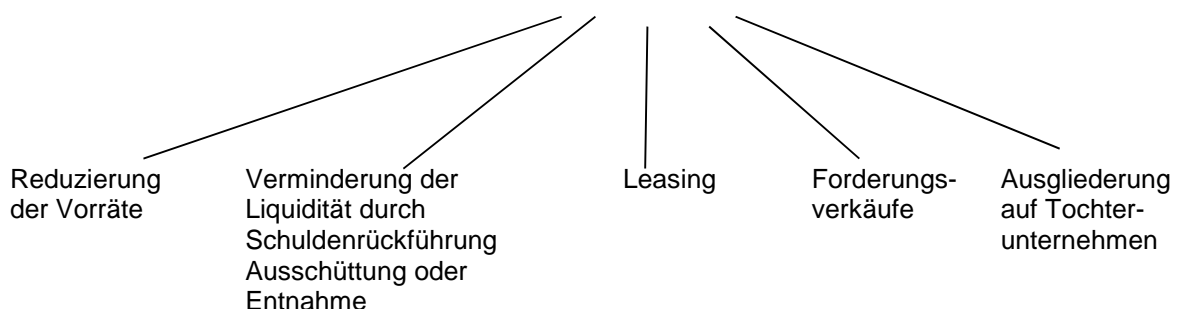 Reduzierung
der Vorräte
Verminderung der
Liquidität durch
Schuldenrückführung
Ausschüttung oder
Entnahme
Leasing
Forderungs-
verkäufe
Ausgliederung
auf Tochter-
unternehmen